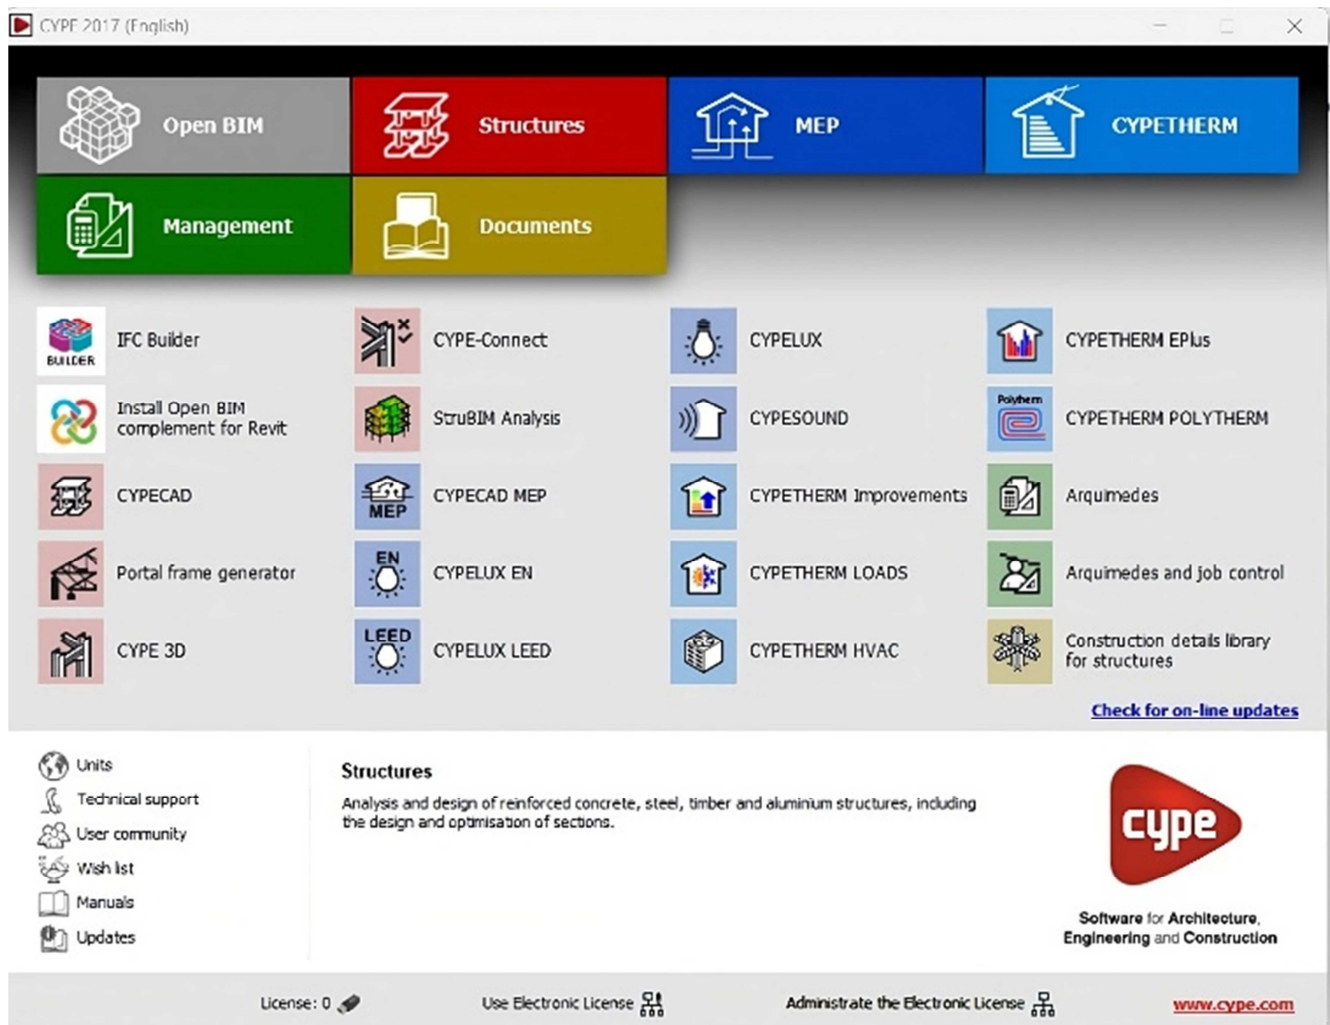 CYPE 2017 (English)
Open BIM
Structures
MEP
CYPETHERM
Management
Documents
BUILDER
IFC Builder
CYPE-Connect
CYPELUX
CYPETHERM EPlus
Install Open BIM
complement for Revit
StruBIM Analysis
CYPESOUND
Polytherm
CYPETHERM POLYTHERM
CYPECAD
MEP
CYPECAD MEP
CYPETHERM Improvements
Arquimedes
Portal frame generator
EN
CYPELUX EN
CYPETHERM LOADS
Arquimedes and job control
CYPE 3D
LEED
CYPELUX LEED
CYPETHERM HVAC
Construction details library
for structures
Check for on-line updates
Units
Technical support
User community
Wish list
Manuals
Updates
Structures
Analysis and design of reinforced concrete, steel, timber and aluminium structures, including
the design and optimisation of sections.
cype
Software for Architecture,
Engineering and Construction
License: 0
Use Electronic License
Administrate the Electronic License
www.cype.com